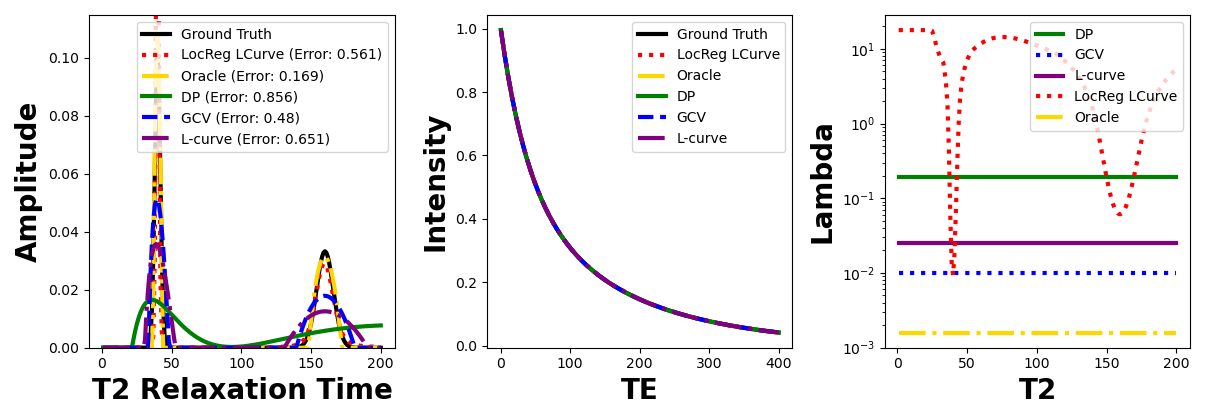 0.10
0.08
0.06
0.04
0.02
0.00
0
50
100
150
200
Amplitude
T2 Relaxation Time
Ground Truth
LocReg LCurve (Error: 0.561)
Oracle (Error: 0.169)
DP (Error: 0.856)
GCV (Error: 0.48)
L-curve (Error: 0.651)
1.0
0.8
0.6
0.4
0.2
0.0
0
100
200
300
400
Intensity
TE
Ground Truth
LocReg LCurve
Oracle
DP
GCV
L-curve
10¹
10⁰
10⁻¹
10⁻²
10⁻³
0
50
100
150
200
Lambda
T2
DP
GCV
L-curve
LocReg LCurve
Oracle